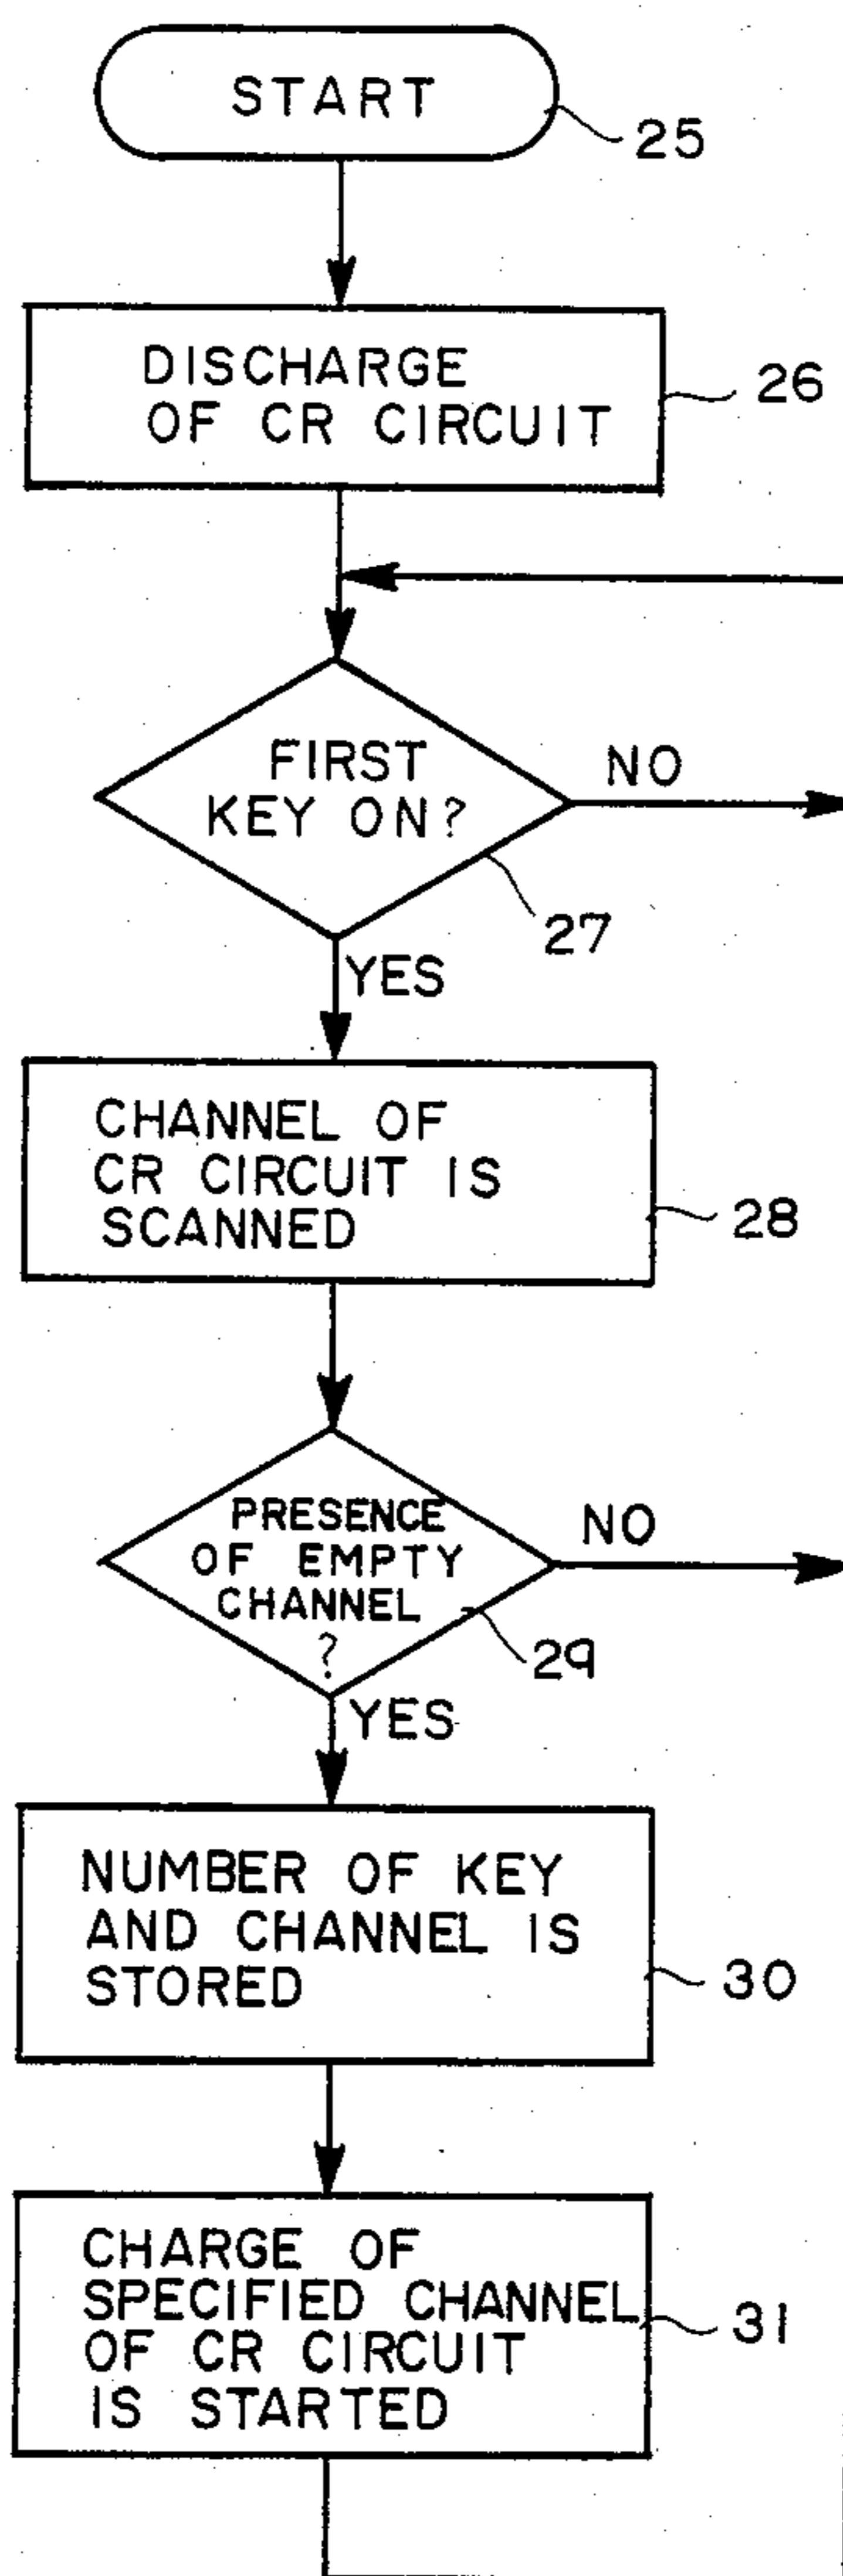 START
25
DISCHARGE
OF CR CIRCUIT
26
FIRST
KEY ON?
NO
27
YES
CHANNEL OF
CR CIRCUIT IS
SCANNED
28
PRESENCE
OF EMPTY
CHANNEL
?
NO
29
YES
NUMBER OF KEY
AND CHANNEL IS
STORED
30
CHARGE OF
SPECIFIED CHANNEL
OF CR CIRCUIT
IS STARTED
31